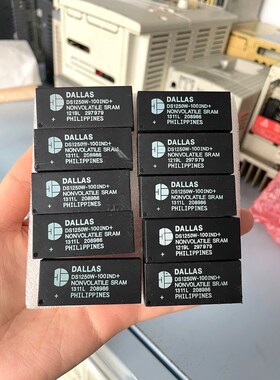 DALLAS
DS1250W-100IND+
NONVOLATILE SRAM
1219L 297979
+ PHILIPPINES
DALLAS
DS1250W-100IND+
NONVOLATILE SRAM
1311L 208986
+ PHILIPPINES
DALLAS
DS1250W-100IND+
NONVOLATILE SRAM
1311L 208986
+ PHILIPPINES
DALLAS
DS1250W-100IND+
NONVOLATILE SRAM
1219L 297979
+ PHILIPPINES
DALLAS
DS1250W-100IND+
NONVOLATILE SRAM
1311L 208986
+ PHILIPPINES
DALLAS
DS1250W-100IND+
NONVOLATILE SRAM
1311L 208986
+ PHILIPPINES
DALLAS
DS1250W-100IND+
NONVOLATILE SRAM
1311L 208986
+ PHILIPPINES
DALLAS
DS1250W-100IND+
NONVOLATILE SRAM
1219L 297979
+ PHILIPPINES
DALLAS
DS1250W-100IND+
NONVOLATILE SRAM
1311L 208986
+ PHILIPPINES
DALLAS
DS1250W-100IND+
NONVOLATILE SRAM
1311L 208986
+ PHILIPPINES